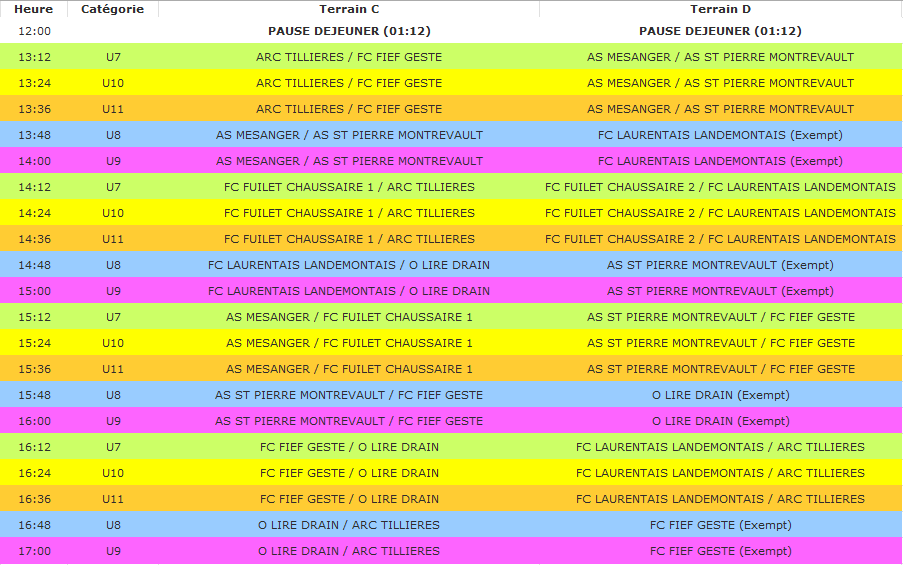 Heure Catégorie Terrain C Terrain D
12:00 PAUSE DEJEUNER (01:12) PAUSE DEJEUNER (01:12)
13:12 U7 ARC TILLIERES / FC FIEF GESTE AS MESANGER / AS ST PIERRE MONTREVAULT
13:24 U10 ARC TILLIERES / FC FIEF GESTE AS MESANGER / AS ST PIERRE MONTREVAULT
13:36 U11 ARC TILLIERES / FC FIEF GESTE AS MESANGER / AS ST PIERRE MONTREVAULT
13:48 U8 AS MESANGER / AS ST PIERRE MONTREVAULT FC LAURENTAIS LANDEMONTAIS (Exempt)
14:00 U9 AS MESANGER / AS ST PIERRE MONTREVAULT FC LAURENTAIS LANDEMONTAIS (Exempt)
14:12 U7 FC FUILET CHAUSSAIRE 1 / ARC TILLIERES FC FUILET CHAUSSAIRE 2 / FC LAURENTAIS LANDEMONTAIS
14:24 U10 FC FUILET CHAUSSAIRE 1 / ARC TILLIERES FC FUILET CHAUSSAIRE 2 / FC LAURENTAIS LANDEMONTAIS
14:36 U11 FC FUILET CHAUSSAIRE 1 / ARC TILLIERES FC FUILET CHAUSSAIRE 2 / FC LAURENTAIS LANDEMONTAIS
14:48 U8 FC LAURENTAIS LANDEMONTAIS / O LIRE DRAIN AS ST PIERRE MONTREVAULT (Exempt)
15:00 U9 FC LAURENTAIS LANDEMONTAIS / O LIRE DRAIN AS ST PIERRE MONTREVAULT (Exempt)
15:12 U7 AS MESANGER / FC FUILET CHAUSSAIRE 1 AS ST PIERRE MONTREVAULT / FC FIEF GESTE
15:24 U10 AS MESANGER / FC FUILET CHAUSSAIRE 1 AS ST PIERRE MONTREVAULT / FC FIEF GESTE
15:36 U11 AS MESANGER / FC FUILET CHAUSSAIRE 1 AS ST PIERRE MONTREVAULT / FC FIEF GESTE
15:48 U8 AS ST PIERRE MONTREVAULT / FC FIEF GESTE O LIRE DRAIN (Exempt)
16:00 U9 AS ST PIERRE MONTREVAULT / FC FIEF GESTE O LIRE DRAIN (Exempt)
16:12 U7 FC FIEF GESTE / O LIRE DRAIN FC LAURENTAIS LANDEMONTAIS / ARC TILLIERES
16:24 U10 FC FIEF GESTE / O LIRE DRAIN FC LAURENTAIS LANDEMONTAIS / ARC TILLIERES
16:36 U11 FC FIEF GESTE / O LIRE DRAIN FC LAURENTAIS LANDEMONTAIS / ARC TILLIERES
16:48 U8 O LIRE DRAIN / ARC TILLIERES FC FIEF GESTE (Exempt)
17:00 U9 O LIRE DRAIN / ARC TILLIERES FC FIEF GESTE (Exempt)